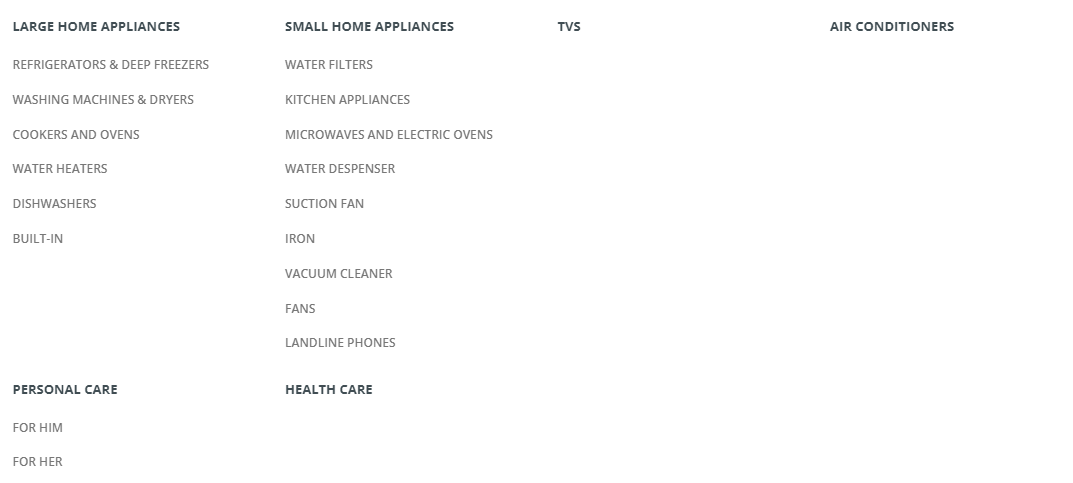 LARGE HOME APPLIANCES
REFRIGERATORS & DEEP FREEZERS
WASHING MACHINES & DRYERS
COOKERS AND OVENS
WATER HEATERS
DISHWASHERS
BUILT-IN
SMALL HOME APPLIANCES
WATER FILTERS
KITCHEN APPLIANCES
MICROWAVES AND ELECTRIC OVENS
WATER DESPENSER
SUCTION FAN
IRON
VACUUM CLEANER
FANS
LANDLINE PHONES
TVS
AIR CONDITIONERS
PERSONAL CARE
FOR HIM
FOR HER
HEALTH CARE